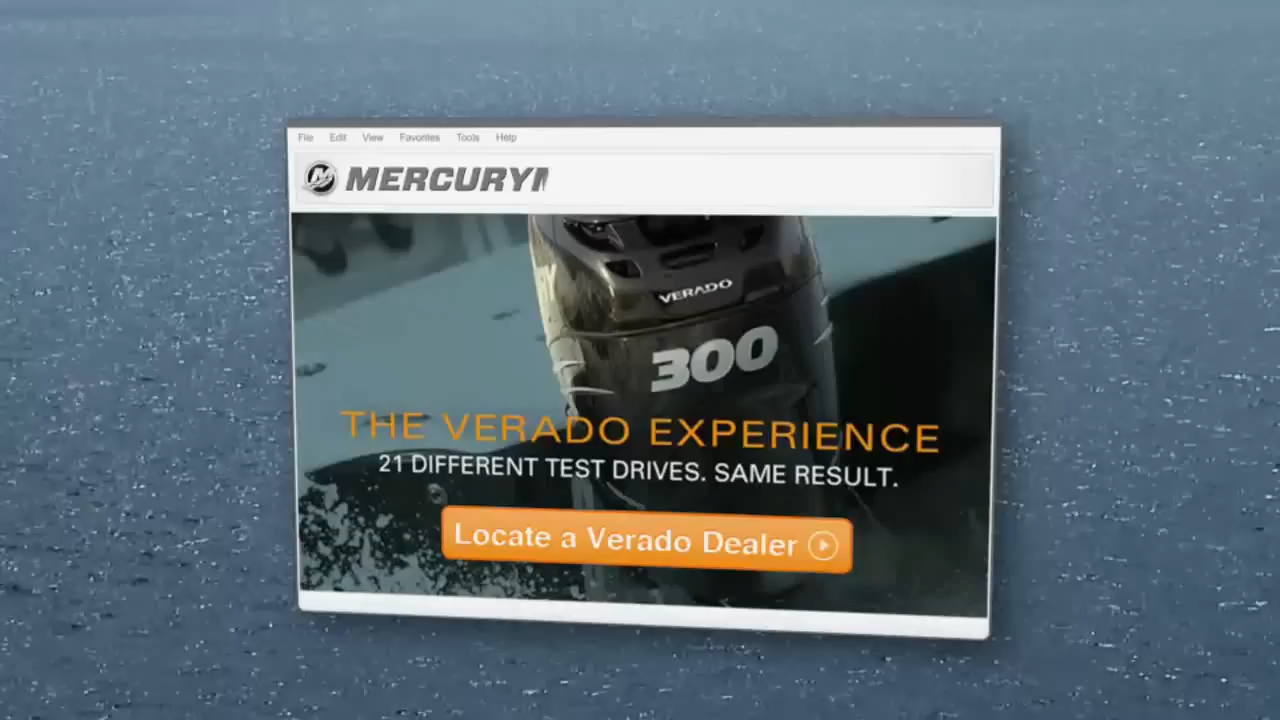 File Edit View Favorites Tools Help
MERCURY
VERADO
300
THE VERADO EXPERIENCE
21 DIFFERENT TEST DRIVES. SAME RESULT.
Locate a Verado Dealer